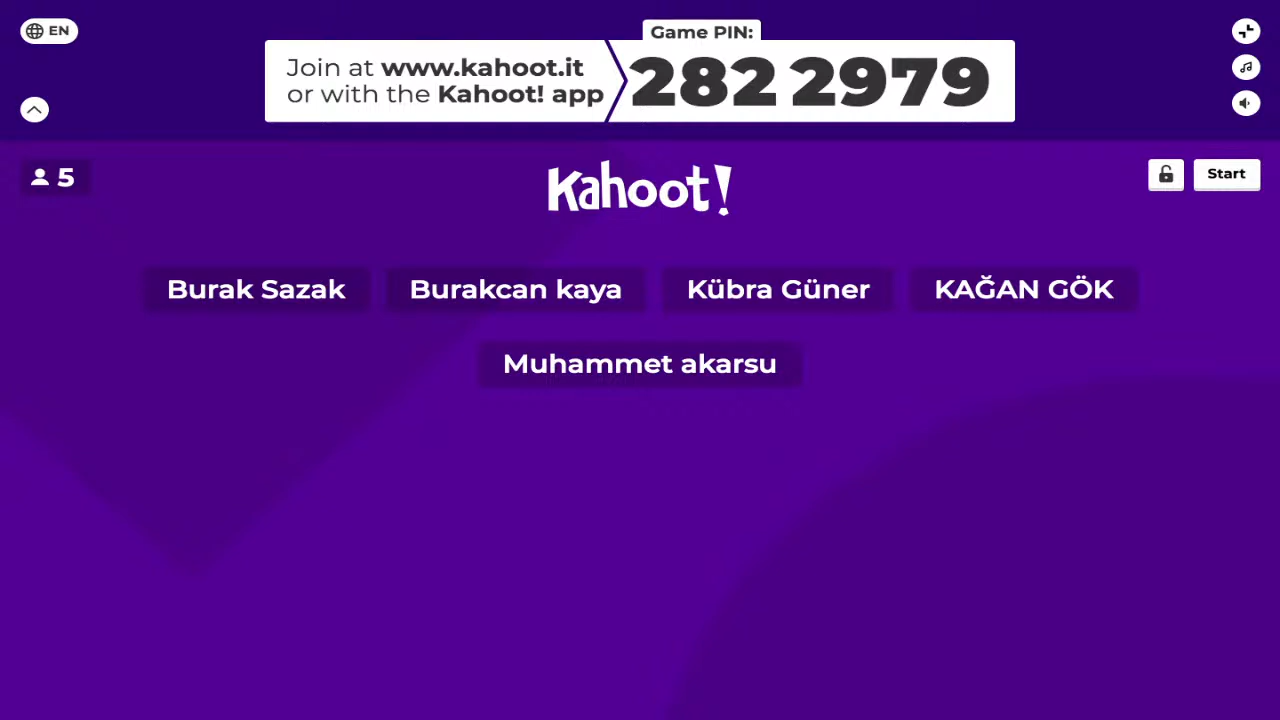 EN
Game PIN:
Join at www.kahoot.it
or with the Kahoot! app
282 2979
5
Kahoot!
Start
Burak Sazak
Burakcan kaya
Kübra Güner
KAĞAN GÖK
Muhammet akarsu